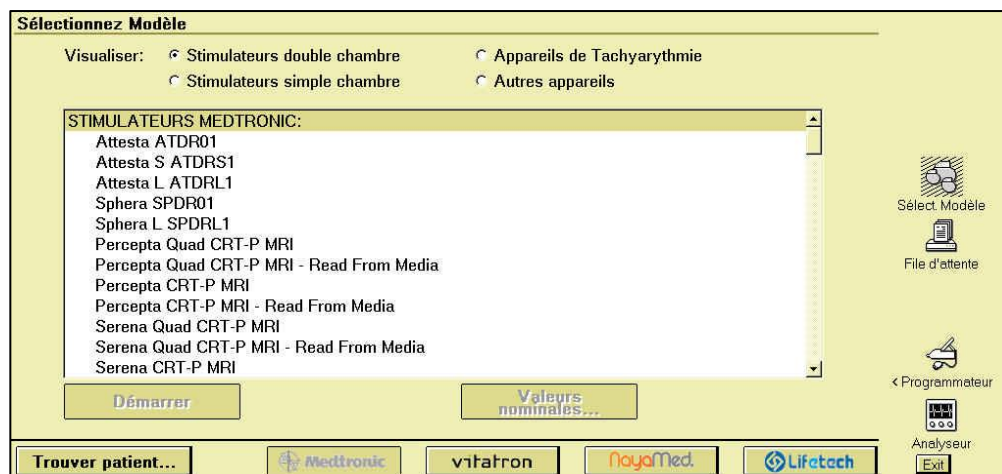 Sélectionnez Modèle
Visualiser: Stimulateurs double chambre Appareils de Tachyarythmie
Stimulateurs simple chambre Autres appareils
STIMULATEURS MEDTRONIC:
Attesta ATDR01
Attesta S ATDRS1
Attesta L ATDRL1
Sphera SPDR01
Sphera L SPDRL1
Percepta Quad CRT-P MRI
Percepta Quad CRT-P MRI - Read From Media
Percepta CRT-P MRI
Percepta CRT-P MRI - Read From Media
Serena Quad CRT-P MRI
Serena Quad CRT-P MRI - Read From Media
Serena CRT-P MRI
Démarrer
Valeurs
nominales...
Sélect. Modèle
File d'attente
< Programmateur
Analyseur
Exit
Trouver patient... Medtronic vitatron NayaMed. Lifetech